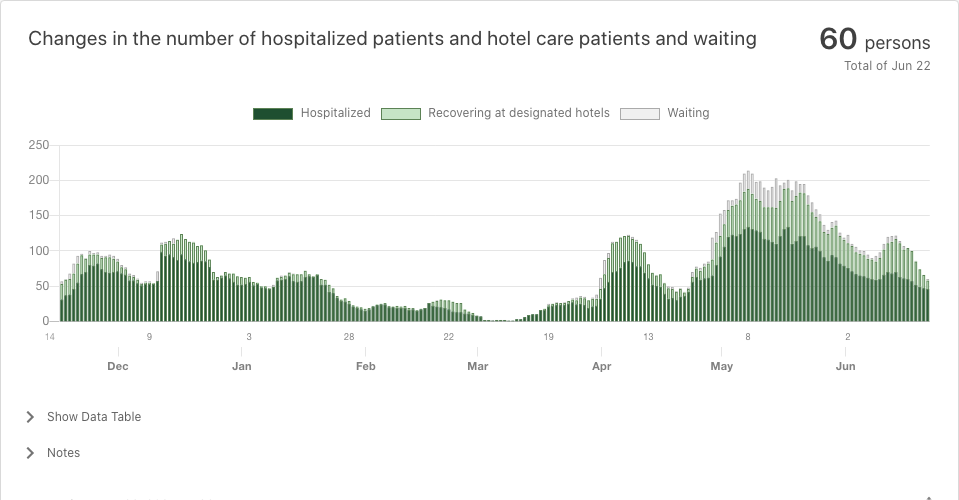 Changes in the number of hospitalized patients and hotel care patients and waiting
60 persons
Total of Jun 22
Hospitalized Recovering at designated hotels Waiting
250
200
150
100
50
0
14 9 3 28 22 19 13 8 2
Dec Jan Feb Mar Apr May Jun
Show Data Table
Notes